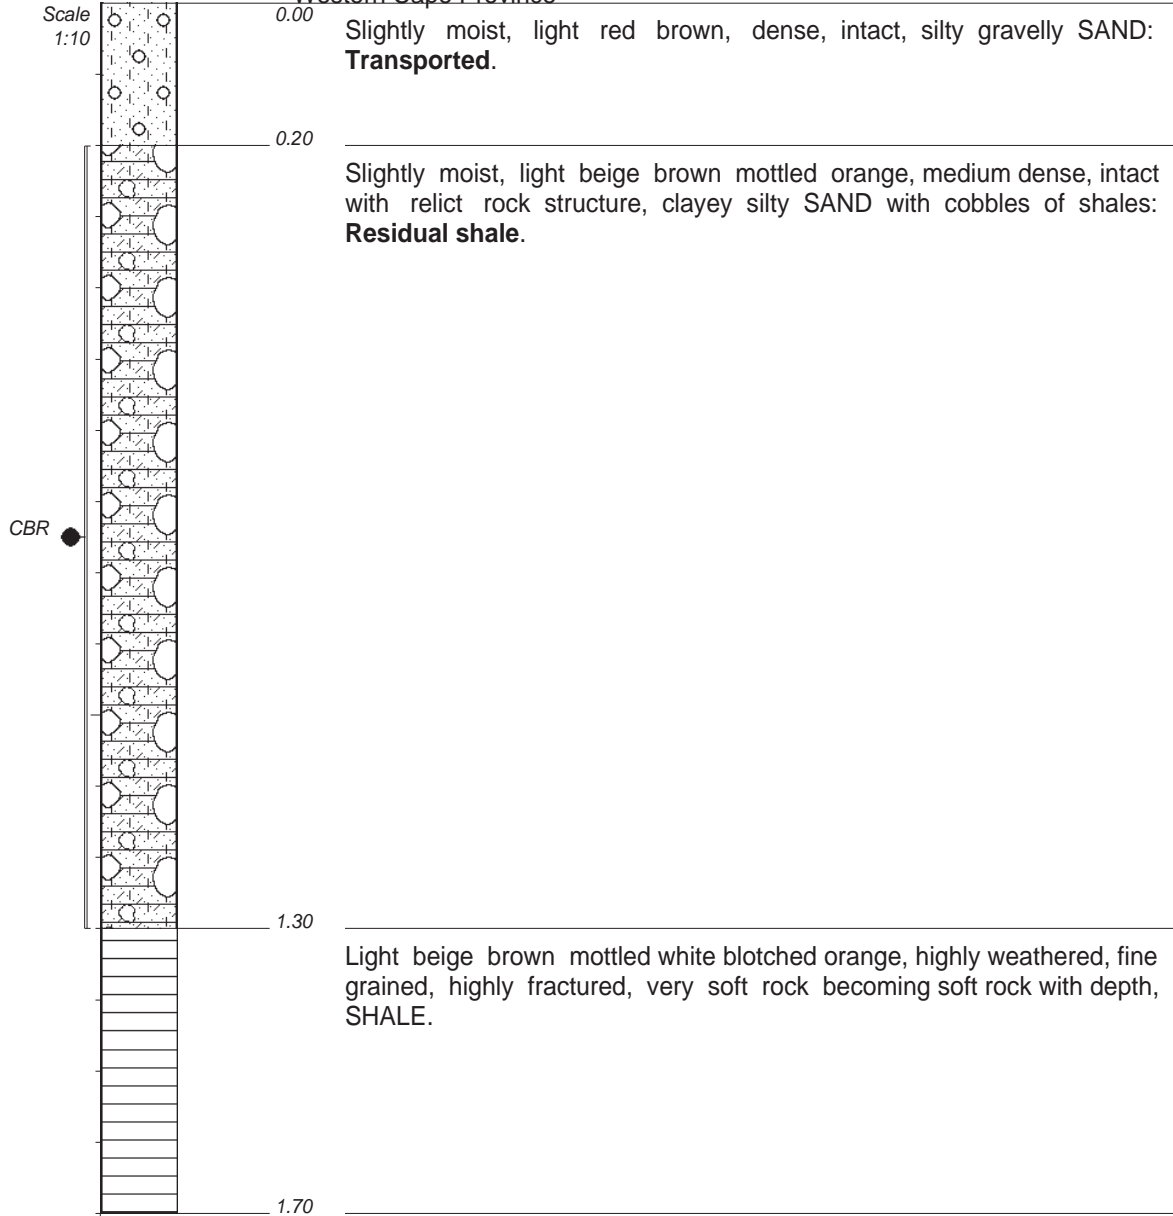 Western Cape Province
Scale
1:10
0.00
Slightly moist, light red brown, dense, intact, silty gravelly SAND:
Transported.
0.20
Slightly moist, light beige brown mottled orange, medium dense, intact
with relict rock structure, clayey silty SAND with cobbles of shales:
Residual shale.
CBR
1.30
Light beige brown mottled white blotched orange, highly weathered, fine
grained, highly fractured, very soft rock becoming soft rock with depth,
SHALE.
1.70